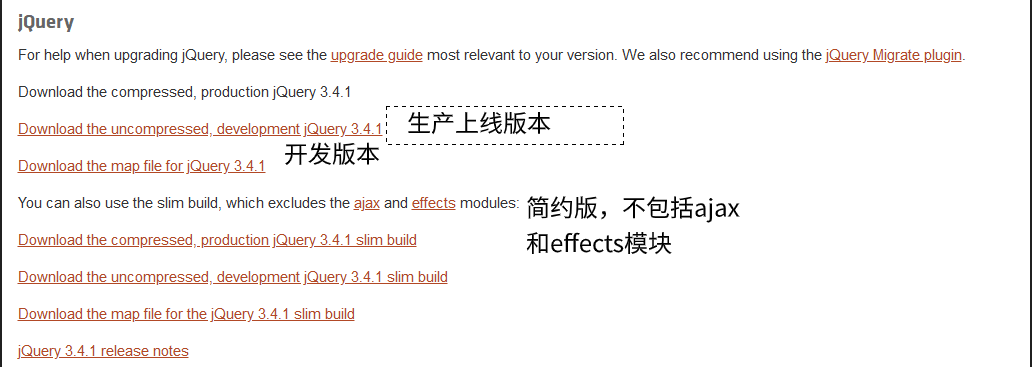 jQuery
For help when upgrading jQuery, please see the upgrade guide most relevant to your version. We also recommend using the jQuery Migrate plugin.
Download the compressed, production jQuery 3.4.1
Download the uncompressed, development jQuery 3.4.1 生产上线版本
开发版本
Download the map file for jQuery 3.4.1
You can also use the slim build, which excludes the ajax and effects modules: 简约版，不包括ajax
和effects模块
Download the compressed, production jQuery 3.4.1 slim build
Download the uncompressed, development jQuery 3.4.1 slim build
Download the map file for the jQuery 3.4.1 slim build
jQuery 3.4.1 release notes